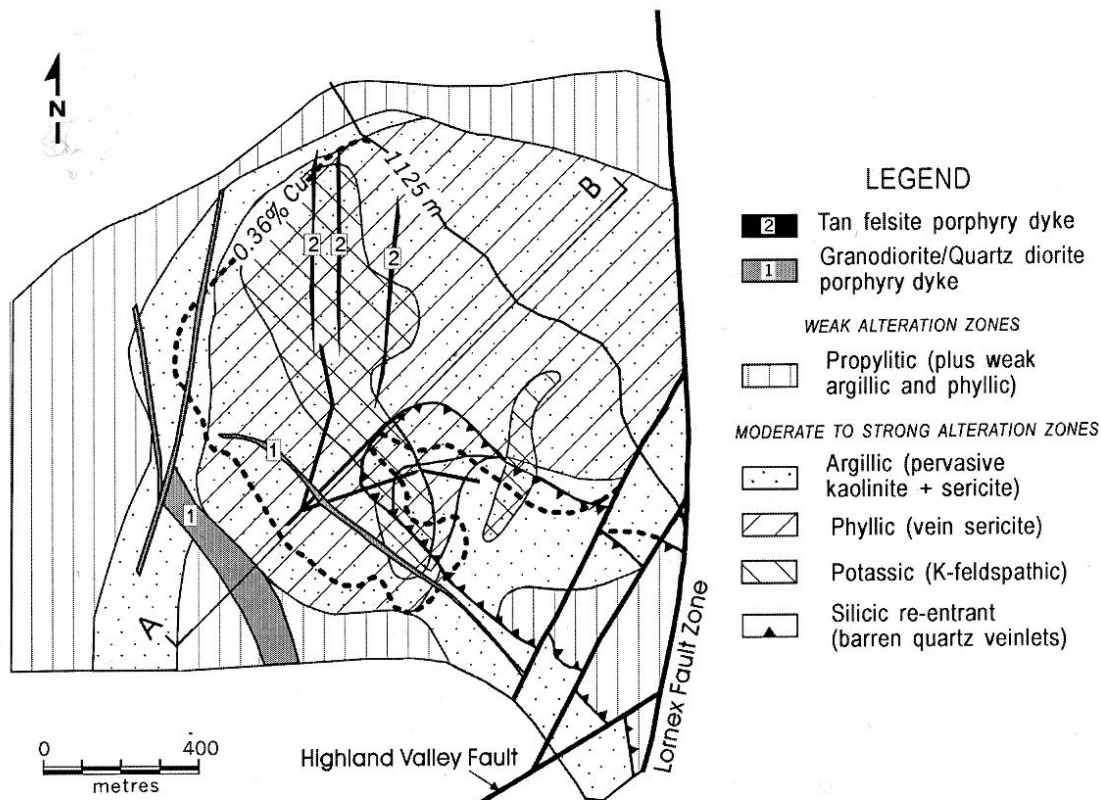 N
0.36% Cu
1125 m
B
2
2
2
1
1
A
Lornex Fault Zone
Highland Valley Fault
0 400
metres
LEGEND
2 Tan felsite porphyry dyke
1 Granodiorite/Quartz diorite
porphyry dyke
WEAK ALTERATION ZONES
Propylitic (plus weak
argillic and phyllic)
MODERATE TO STRONG ALTERATION ZONES
Argillic (pervasive
kaolinite + sericite)
Phyllic (vein sericite)
Potassic (K-feldspathic)
Silicic re-entrant
(barren quartz veinlets)